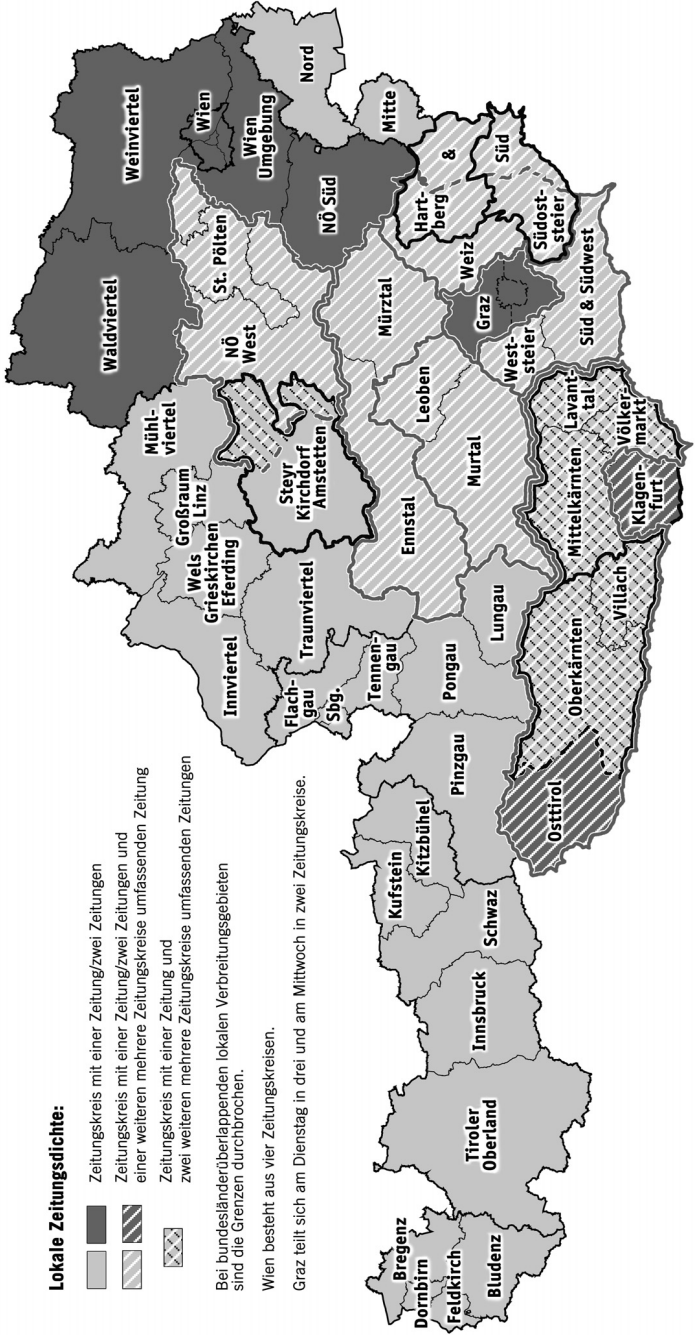 Lokale Zeitungsdichte:
Zeitungskreis mit einer Zeitung/zwei Zeitungen
Zeitungskreis mit einer Zeitung/zwei Zeitungen und
einer weiteren mehrere Zeitungskreise umfassenden Zeitung
Zeitungskreis mit einer Zeitung und
zwei weiteren mehrere Zeitungskreise umfassenden Zeitungen
Bei bundesländerüberlappenden lokalen Verbreitungsgebieten
sind die Grenzen durchbrochen.
Wien besteht aus vier Zeitungskreisen.
Graz teilt sich am Dienstag in drei und am Mittwoch in zwei Zeitungskreise.
Bregenz
Dornbirn
Feldkirch
Bludenz
Tiroler
Oberland
Innsbruck
Schwaz
Kufstein
Kitzbühel
Osttirol
Pinzgau
Pongau
Lungau
Tennen-
gau
Sbg.
Flach-
gau
Innviertel
Traunviertel
Wels
Grieskirchen
Eferding
Großraum
Linz
Mühl-
viertel
Steyr
Kirchdorf
Amstetten
Waldviertel
Weinviertel
NÖ
West
St. Pölten
Wien
Wien
Umgebung
NÖ Süd
Nord
Mitte
&
Süd
Hart-
berg
Südost-
steier
Weiz
Graz
West-
steier
Süd & Südwest
Mürztal
Leoben
Murtal
Ennstal
Oberkärnten
Villach
Mittelkärnten
Klagen-
furt
Völker-
markt
Lavant-
tal